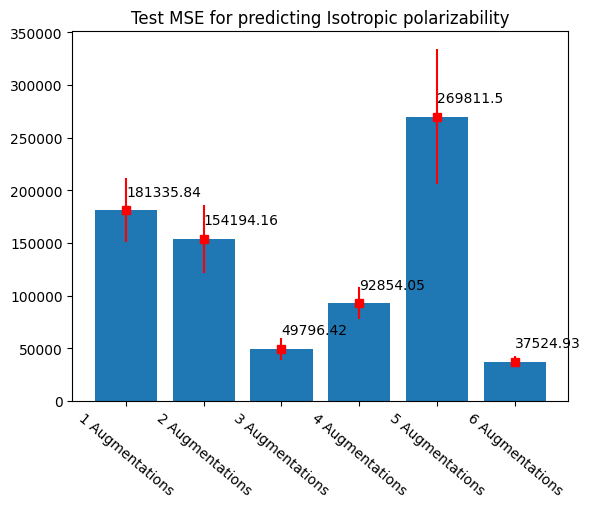 Test MSE for predicting Isotropic polarizability
350000
300000
250000
200000
150000
100000
50000
0
181335.84
154194.16
49796.42
92854.05
269811.5
37524.93
1 Augmentations
2 Augmentations
3 Augmentations
4 Augmentations
5 Augmentations
6 Augmentations